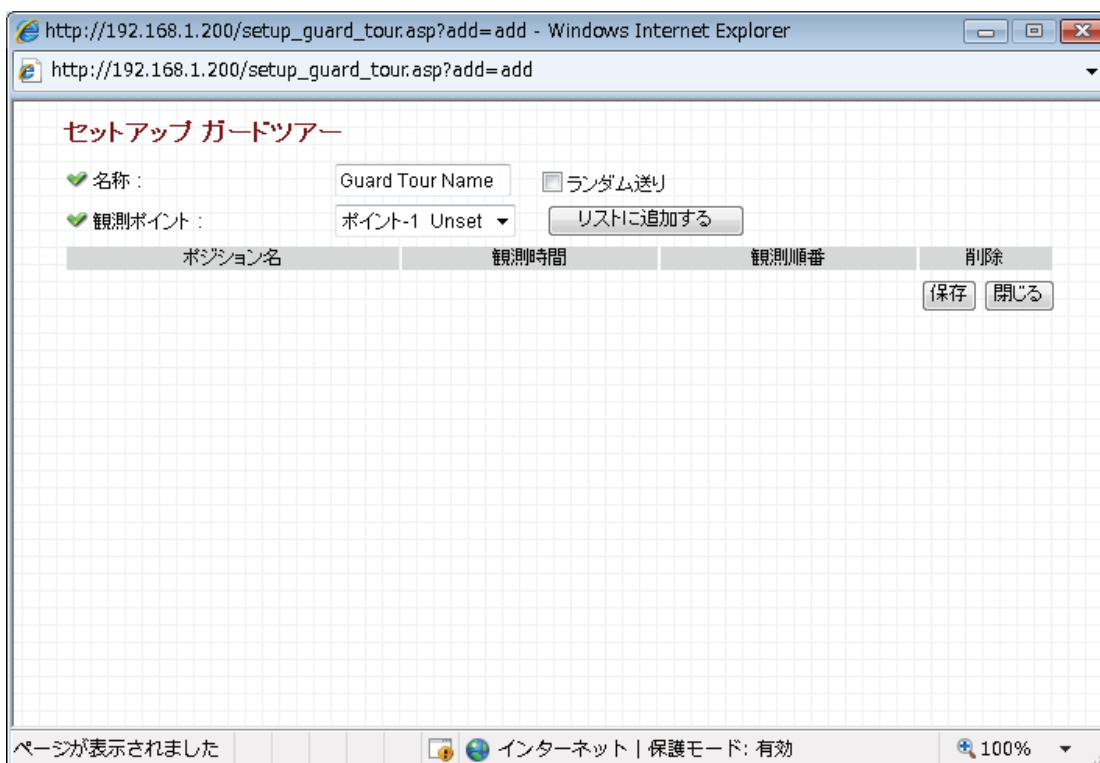 http://192.168.1.200/setup_guard_tour.asp?add=add - Windows Internet Explorer
http://192.168.1.200/setup_guard_tour.asp?add=add
セットアップ ガードツアー
名称 : Guard Tour Name ランダム送り
観測ポイント : ポイント-1 Unset リストに追加する
ポジション名 観測時間 観測順番 削除
保存 閉じる
ページが表示されました インターネット | 保護モード: 有効 100%